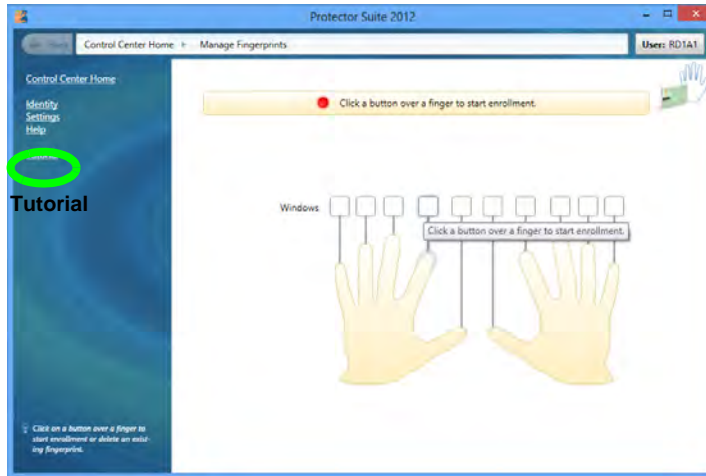 Protector Suite 2012
Control Center Home
Manage Fingerprints
User: RD1A1
Control Center Home
Identity
Settings
Help
Tutorial
Click a button over a finger to start enrollment.
Windows
Click a button over a finger to start enrollment.
Click on a button over a finger to
start enrollment or delete an exist-
ing fingerprint.